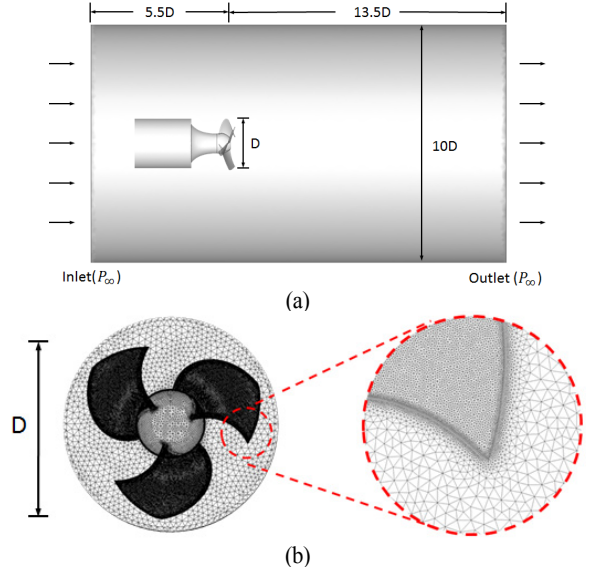 5.5D 13.5D
D
10D
Inlet(P∞) Outlet (P∞)
(a)
D
(b)